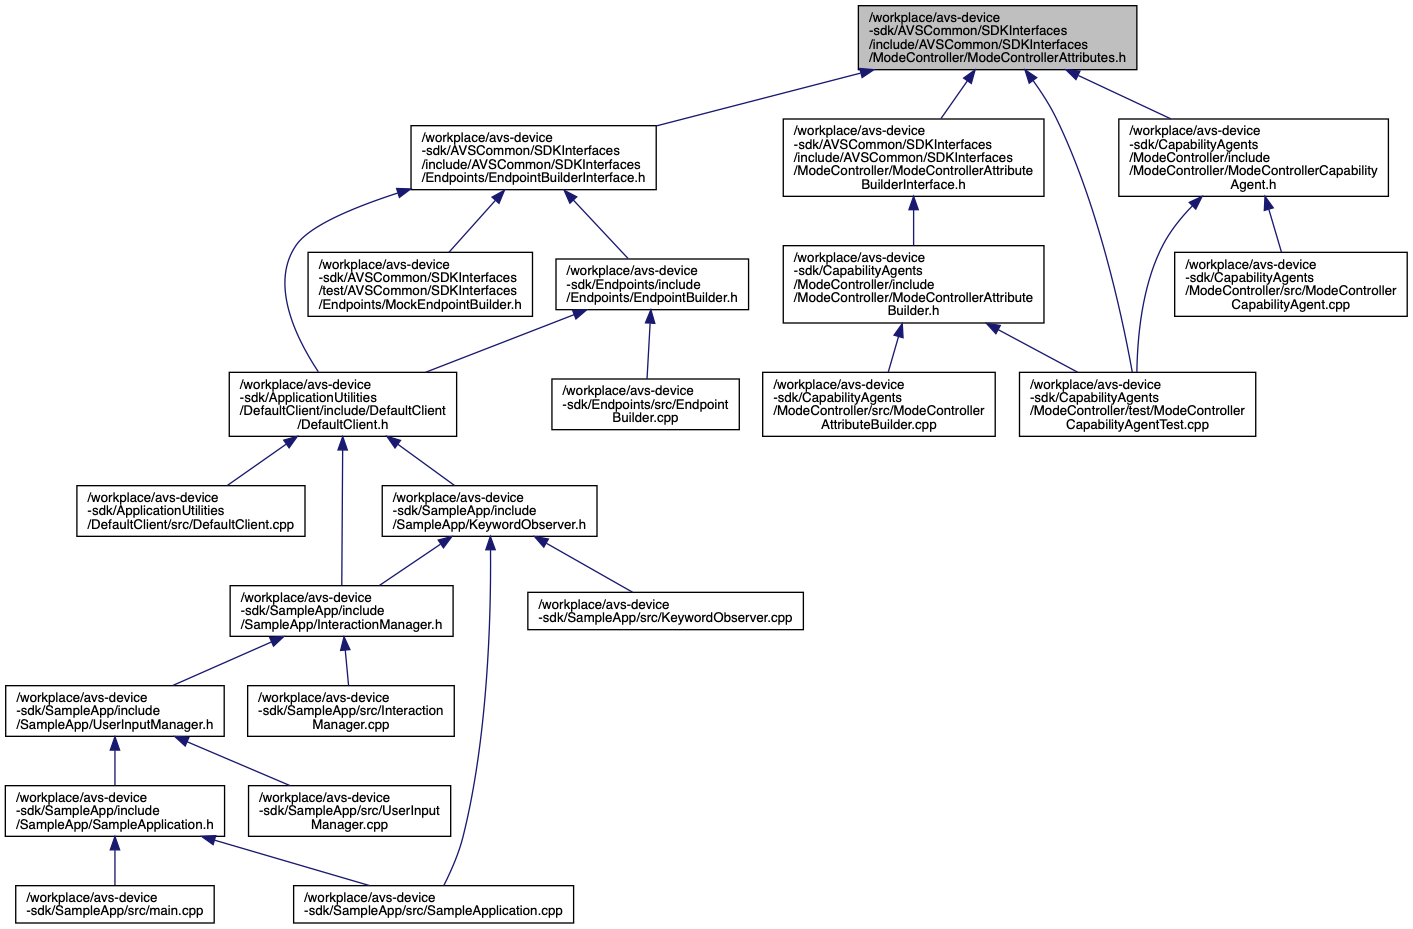 /workplace/avs-device
-sdk/AVSCommon/SDKInterfaces
/include/AVSCommon/SDKInterfaces
/ModeController/ModeControllerAttributes.h
/workplace/avs-device
-sdk/AVSCommon/SDKInterfaces
/include/AVSCommon/SDKInterfaces
/Endpoints/EndpointBuilderInterface.h
/workplace/avs-device
-sdk/AVSCommon/SDKInterfaces
/include/AVSCommon/SDKInterfaces
/ModeController/ModeControllerAttribute
BuilderInterface.h
/workplace/avs-device
-sdk/CapabilityAgents
/ModeController/include
/ModeController/ModeControllerCapability
Agent.h
/workplace/avs-device
-sdk/AVSCommon/SDKInterfaces
/test/AVSCommon/SDKInterfaces
/Endpoints/MockEndpointBuilder.h
/workplace/avs-device
-sdk/Endpoints/include
/Endpoints/EndpointBuilder.h
/workplace/avs-device
-sdk/CapabilityAgents
/ModeController/include
/ModeController/ModeControllerAttribute
Builder.h
/workplace/avs-device
-sdk/CapabilityAgents
/ModeController/src/ModeController
CapabilityAgent.cpp
/workplace/avs-device
-sdk/ApplicationUtilities
/DefaultClient/include/DefaultClient
/DefaultClient.h
/workplace/avs-device
-sdk/Endpoints/src/Endpoint
Builder.cpp
/workplace/avs-device
-sdk/CapabilityAgents
/ModeController/src/ModeController
AttributeBuilder.cpp
/workplace/avs-device
-sdk/CapabilityAgents
/ModeController/test/ModeController
CapabilityAgentTest.cpp
/workplace/avs-device
-sdk/ApplicationUtilities
/DefaultClient/src/DefaultClient.cpp
/workplace/avs-device
-sdk/SampleApp/include
/SampleApp/KeywordObserver.h
/workplace/avs-device
-sdk/SampleApp/include
/SampleApp/InteractionManager.h
/workplace/avs-device
-sdk/SampleApp/src/KeywordObserver.cpp
/workplace/avs-device
-sdk/SampleApp/include
/SampleApp/UserInputManager.h
/workplace/avs-device
-sdk/SampleApp/src/Interaction
Manager.cpp
/workplace/avs-device
-sdk/SampleApp/include
/SampleApp/SampleApplication.h
/workplace/avs-device
-sdk/SampleApp/src/UserInput
Manager.cpp
/workplace/avs-device
-sdk/SampleApp/src/main.cpp
/workplace/avs-device
-sdk/SampleApp/src/SampleApplication.cpp